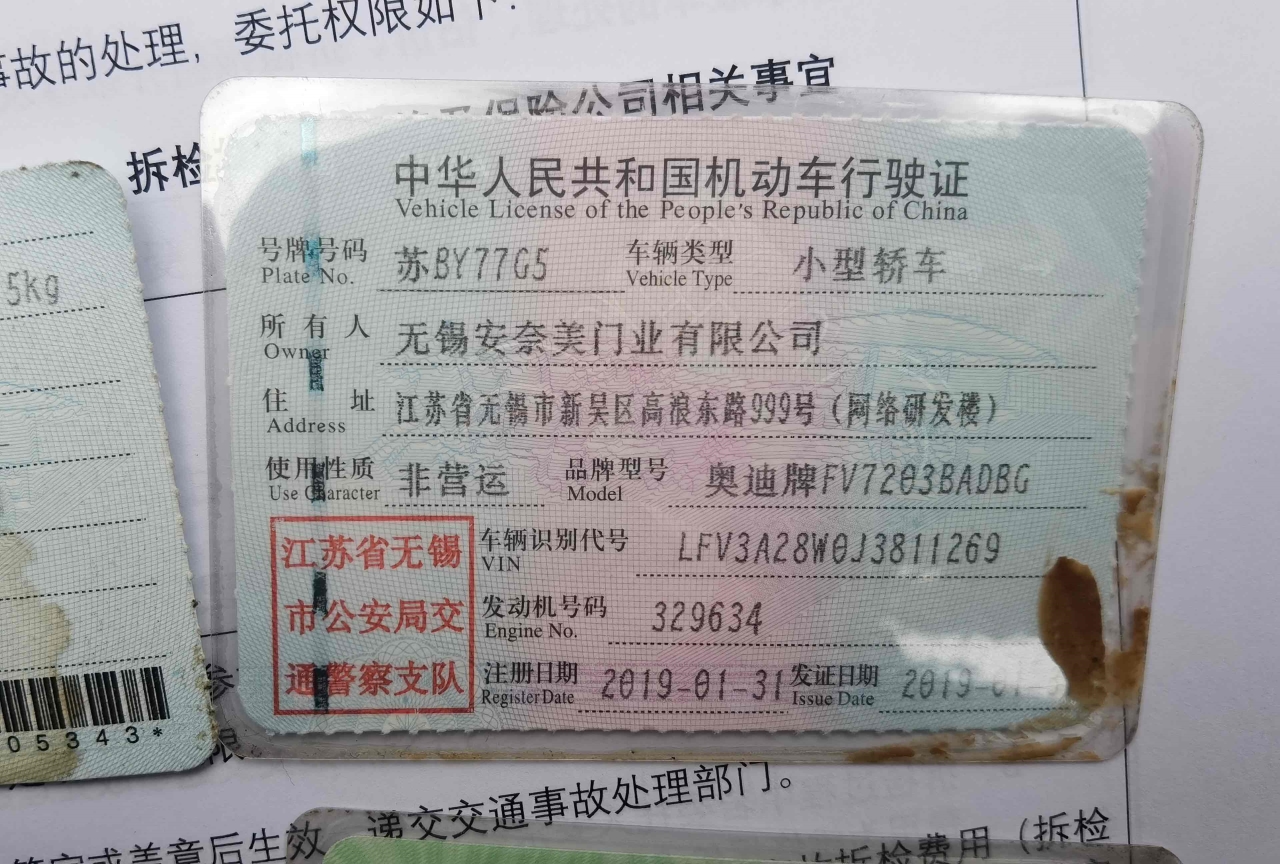 事故的处理，委托权限如下：
保险公司相关事宜
拆检
中华人民共和国机动车行驶证
Vehicle License of the People's Republic of China
号牌号码 苏BY77G5 车辆类型 小型轿车
Plate No. Vehicle Type
所有人 无锡安奈美门业有限公司
Owner
住址 江苏省无锡市新吴区高浪东路999号（网络研发楼）
Address
使用性质 非营运 品牌型号 奥迪牌FV7203BADBG
Use Character Model
江苏省无锡
市公安局交
通警察支队
车辆识别代号 LFV3A28W0J3811269
VIN
发动机号码 329634
Engine No.
注册日期 2019-01-31 发证日期 2019-01-3
Register Date Issue Date
5kg
05343*
限
递交交通事故处理部门。
签字或盖章后生效
拆检费用（拆检